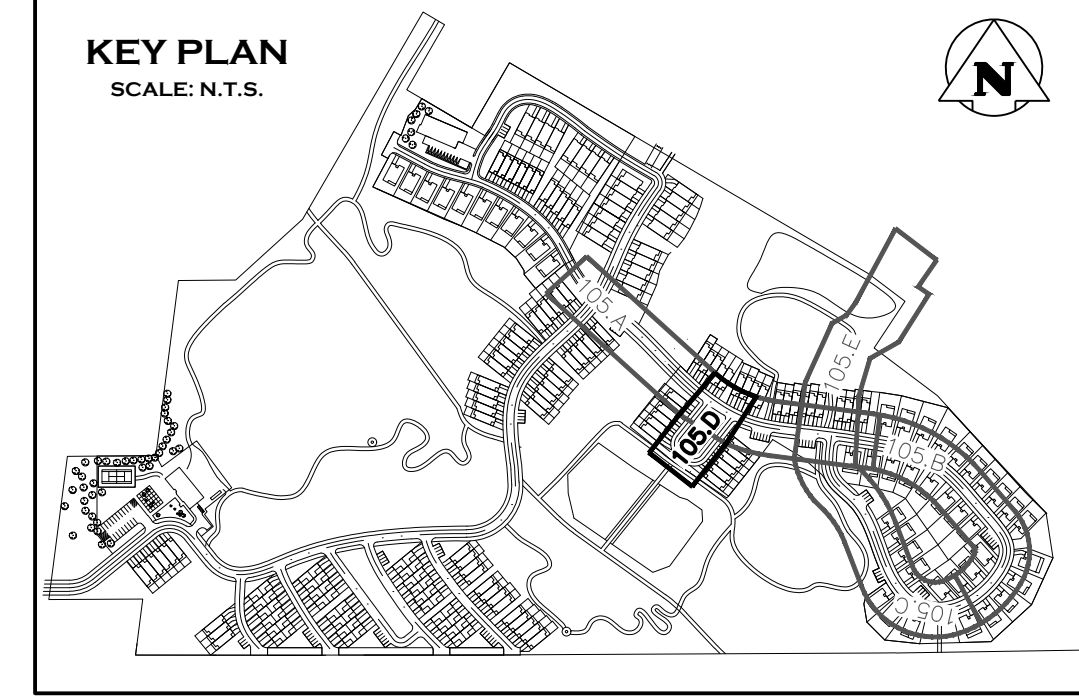 KEY PLAN
SCALE: N.T.S.
N
105.A
105.E
105.D
105.B
105.C